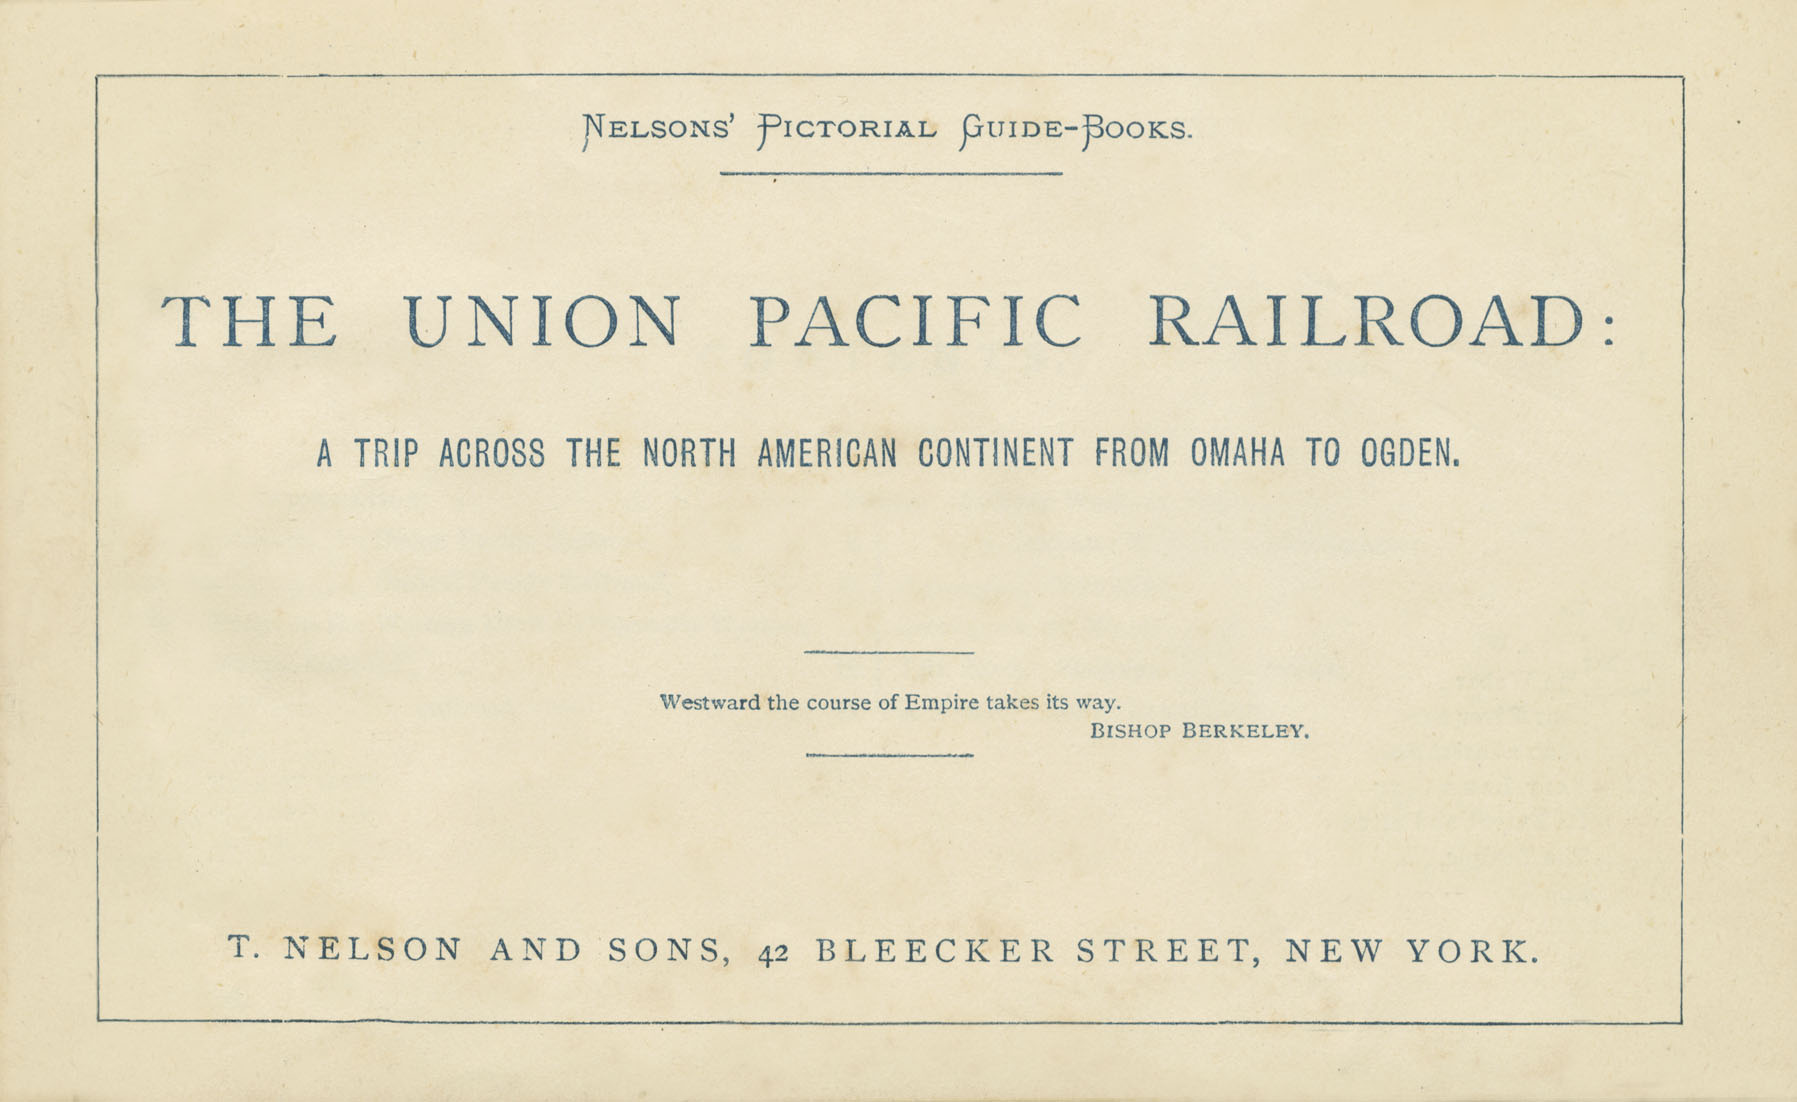 NELSONS' PICTORIAL GUIDE-BOOKS.
THE UNION PACIFIC RAILROAD:
A TRIP ACROSS THE NORTH AMERICAN CONTINENT FROM OMAHA TO OGDEN.
Westward the course of Empire takes its way.
BISHOP BERKELEY.
T. NELSON AND SONS, 42 BLEECKER STREET, NEW YORK.